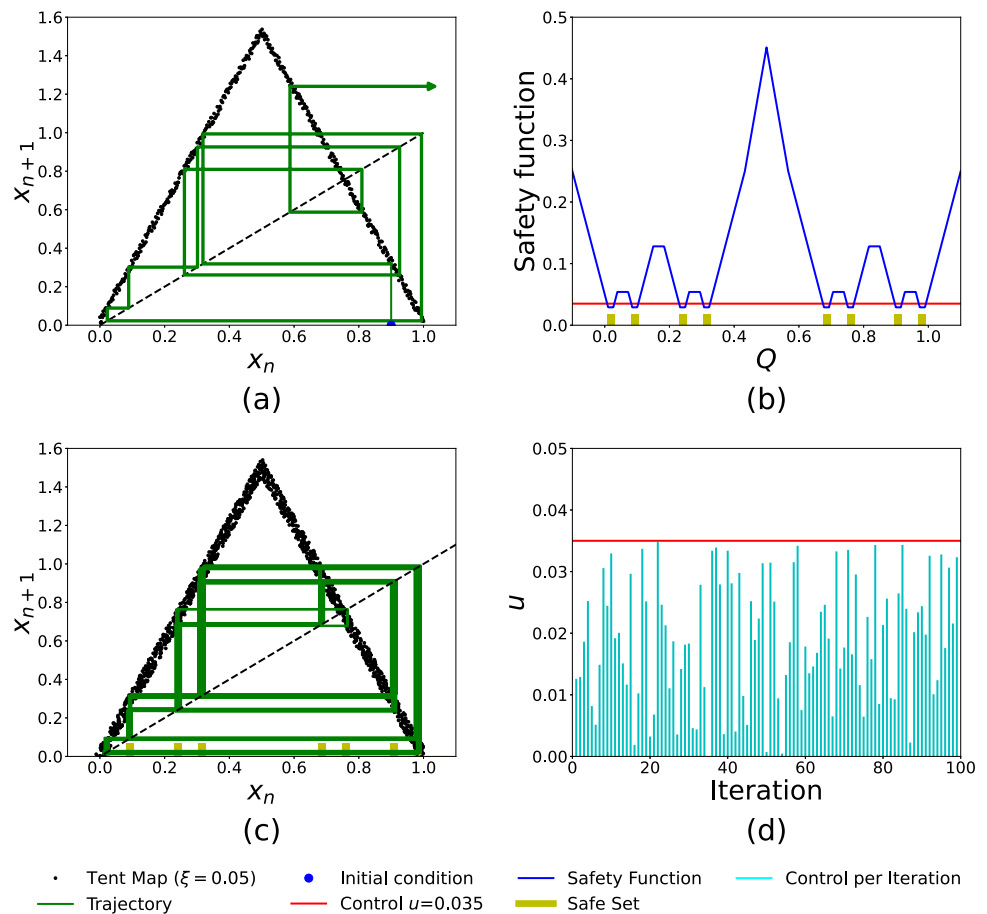 1.6
1.4
1.2
1.0
0.8
0.6
0.4
0.2
0.0
x_{n+1}
0.0 0.2 0.4 0.6 0.8 1.0
x_n
(a)
0.5
0.4
0.3
0.2
0.1
0.0
Safety function
0.0 0.2 0.4 0.6 0.8 1.0
Q
(b)
1.6
1.4
1.2
1.0
0.8
0.6
0.4
0.2
0.0
x_{n+1}
0.0 0.2 0.4 0.6 0.8 1.0
x_n
(c)
0.05
0.04
0.03
0.02
0.01
0.00
u
0 20 40 60 80 100
Iteration
(d)
Tent Map (ξ = 0.05) Initial condition Safety Function Control per Iteration
Trajectory Control u=0.035 Safe Set